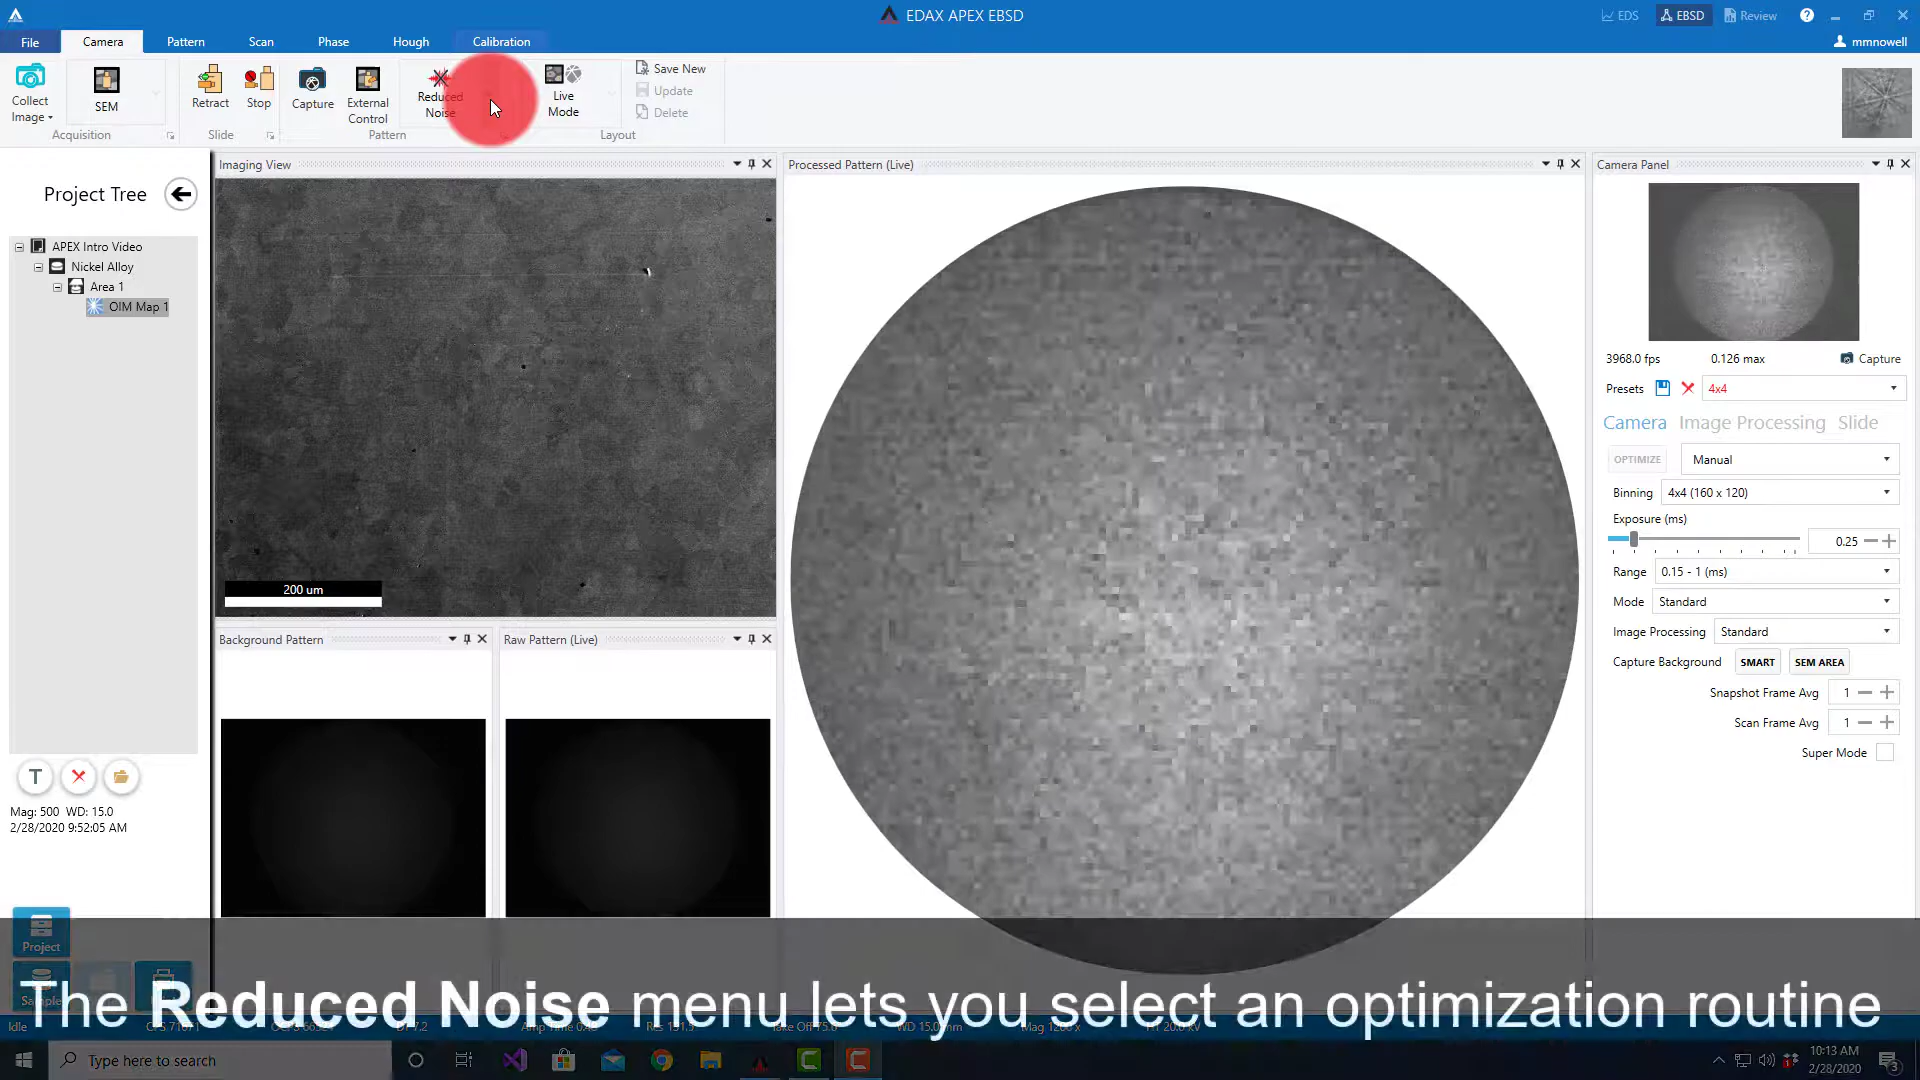 EDAX APEX EBSD
EDS
EBSD
Review
File
Camera
Pattern
Scan
Phase
Hough
Calibration
mmnowell
Collect
Image
SEM
Retract
Stop
Capture
External
Control
Reduced
Noise
Live
Mode
Save New
Update
Delete
Acquisition
Slide
Pattern
Layout
Project Tree
APEX Intro Video
Nickel Alloy
Area 1
OIM Map 1
T
Mag: 500 WD: 15.0
2/28/2020 9:52:05 AM
Project
Imaging View
200 um
Background Pattern
Raw Pattern (Live)
Processed Pattern (Live)
Camera Panel
3968.0 fps
0.126 max
Capture
Presets
4x4
Camera
Image Processing
Slide
OPTIMIZE
Manual
Binning
4x4 (160 x 120)
Exposure (ms)
0.25
Range
0.15 - 1 (ms)
Mode
Standard
Image Processing
Standard
Capture Background
SMART
SEM AREA
Snapshot Frame Avg
1
Scan Frame Avg
1
Super Mode
The Reduced Noise menu lets you select an optimization routine
Idle
Type here to search
10:13 AM
2/28/2020
3